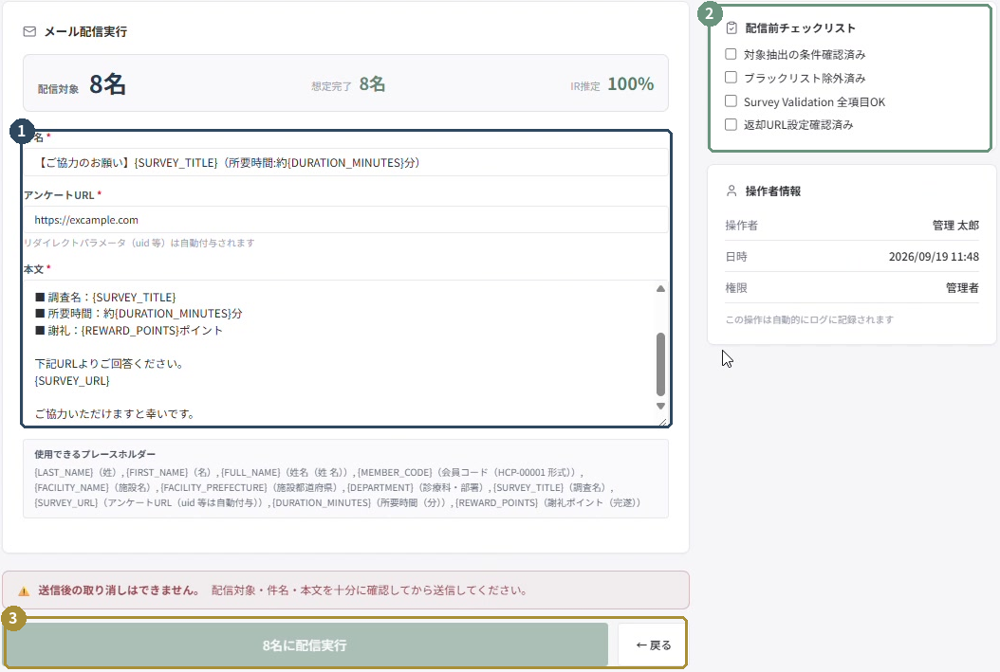 メール配信実行
配信対象 8名 想定完了 8名 IR推定 100%
1
名 *
【ご協力のお願い】{SURVEY_TITLE}（所要時間:約{DURATION_MINUTES}分）
アンケートURL *
https://excample.com
リダイレクトパラメータ（uid 等）は自動付与されます
本文 *
■ 調査名：{SURVEY_TITLE}
■ 所要時間：約{DURATION_MINUTES}分
■ 謝礼：{REWARD_POINTS}ポイント
下記URLよりご回答ください。
{SURVEY_URL}
ご協力いただけますと幸いです。
使用できるプレースホルダー
{LAST_NAME}（姓）, {FIRST_NAME}（名）, {FULL_NAME}（姓名（姓 名））, {MEMBER_CODE}（会員コード（HCP-00001 形式））,
{FACILITY_NAME}（施設名）, {FACILITY_PREFECTURE}（施設都道府県）, {DEPARTMENT}（診療科・部署）, {SURVEY_TITLE}（調査名）,
{SURVEY_URL}（アンケートURL（uid 等は自動付与））, {DURATION_MINUTES}（所要時間（分））, {REWARD_POINTS}（謝礼ポイント（完遂））
送信後の取り消しはできません。 配信対象・件名・本文を十分に確認してから送信してください。
3
8名に配信実行
← 戻る
2
配信前チェックリスト
対象抽出の条件確認済み
ブラックリスト除外済み
Survey Validation 全項目OK
返却URL設定確認済み
操作者情報
操作者 管理 太郎
日時 2026/09/19 11:48
権限 管理者
この操作は自動的にログに記録されます